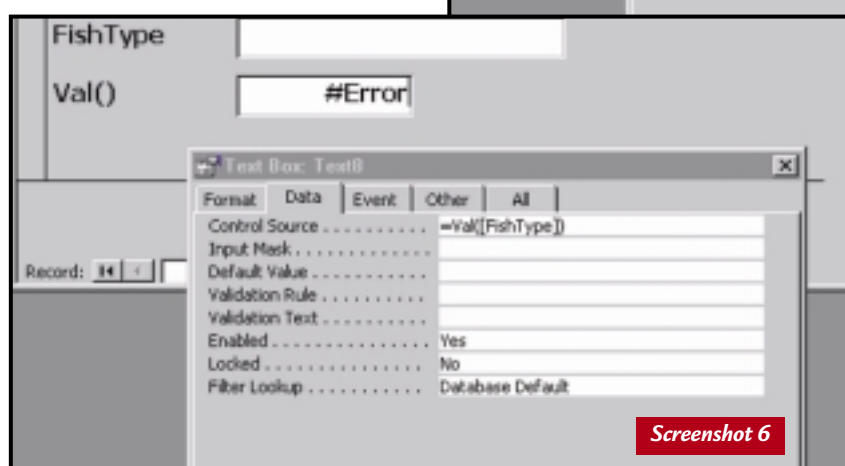 FishType
Val() #Error
Text Box: Text8
Format Data Event Other All
Control Source . . . . . . . . . . =Val([FishType])
Input Mask . . . . . . . . . . . . .
Default Value . . . . . . . . . . .
Validation Rule . . . . . . . . . .
Validation Text . . . . . . . . . .
Enabled . . . . . . . . . . . . . . . Yes
Locked . . . . . . . . . . . . . . . No
Filter Lookup . . . . . . . . . . . Database Default
Record:
Screenshot 6